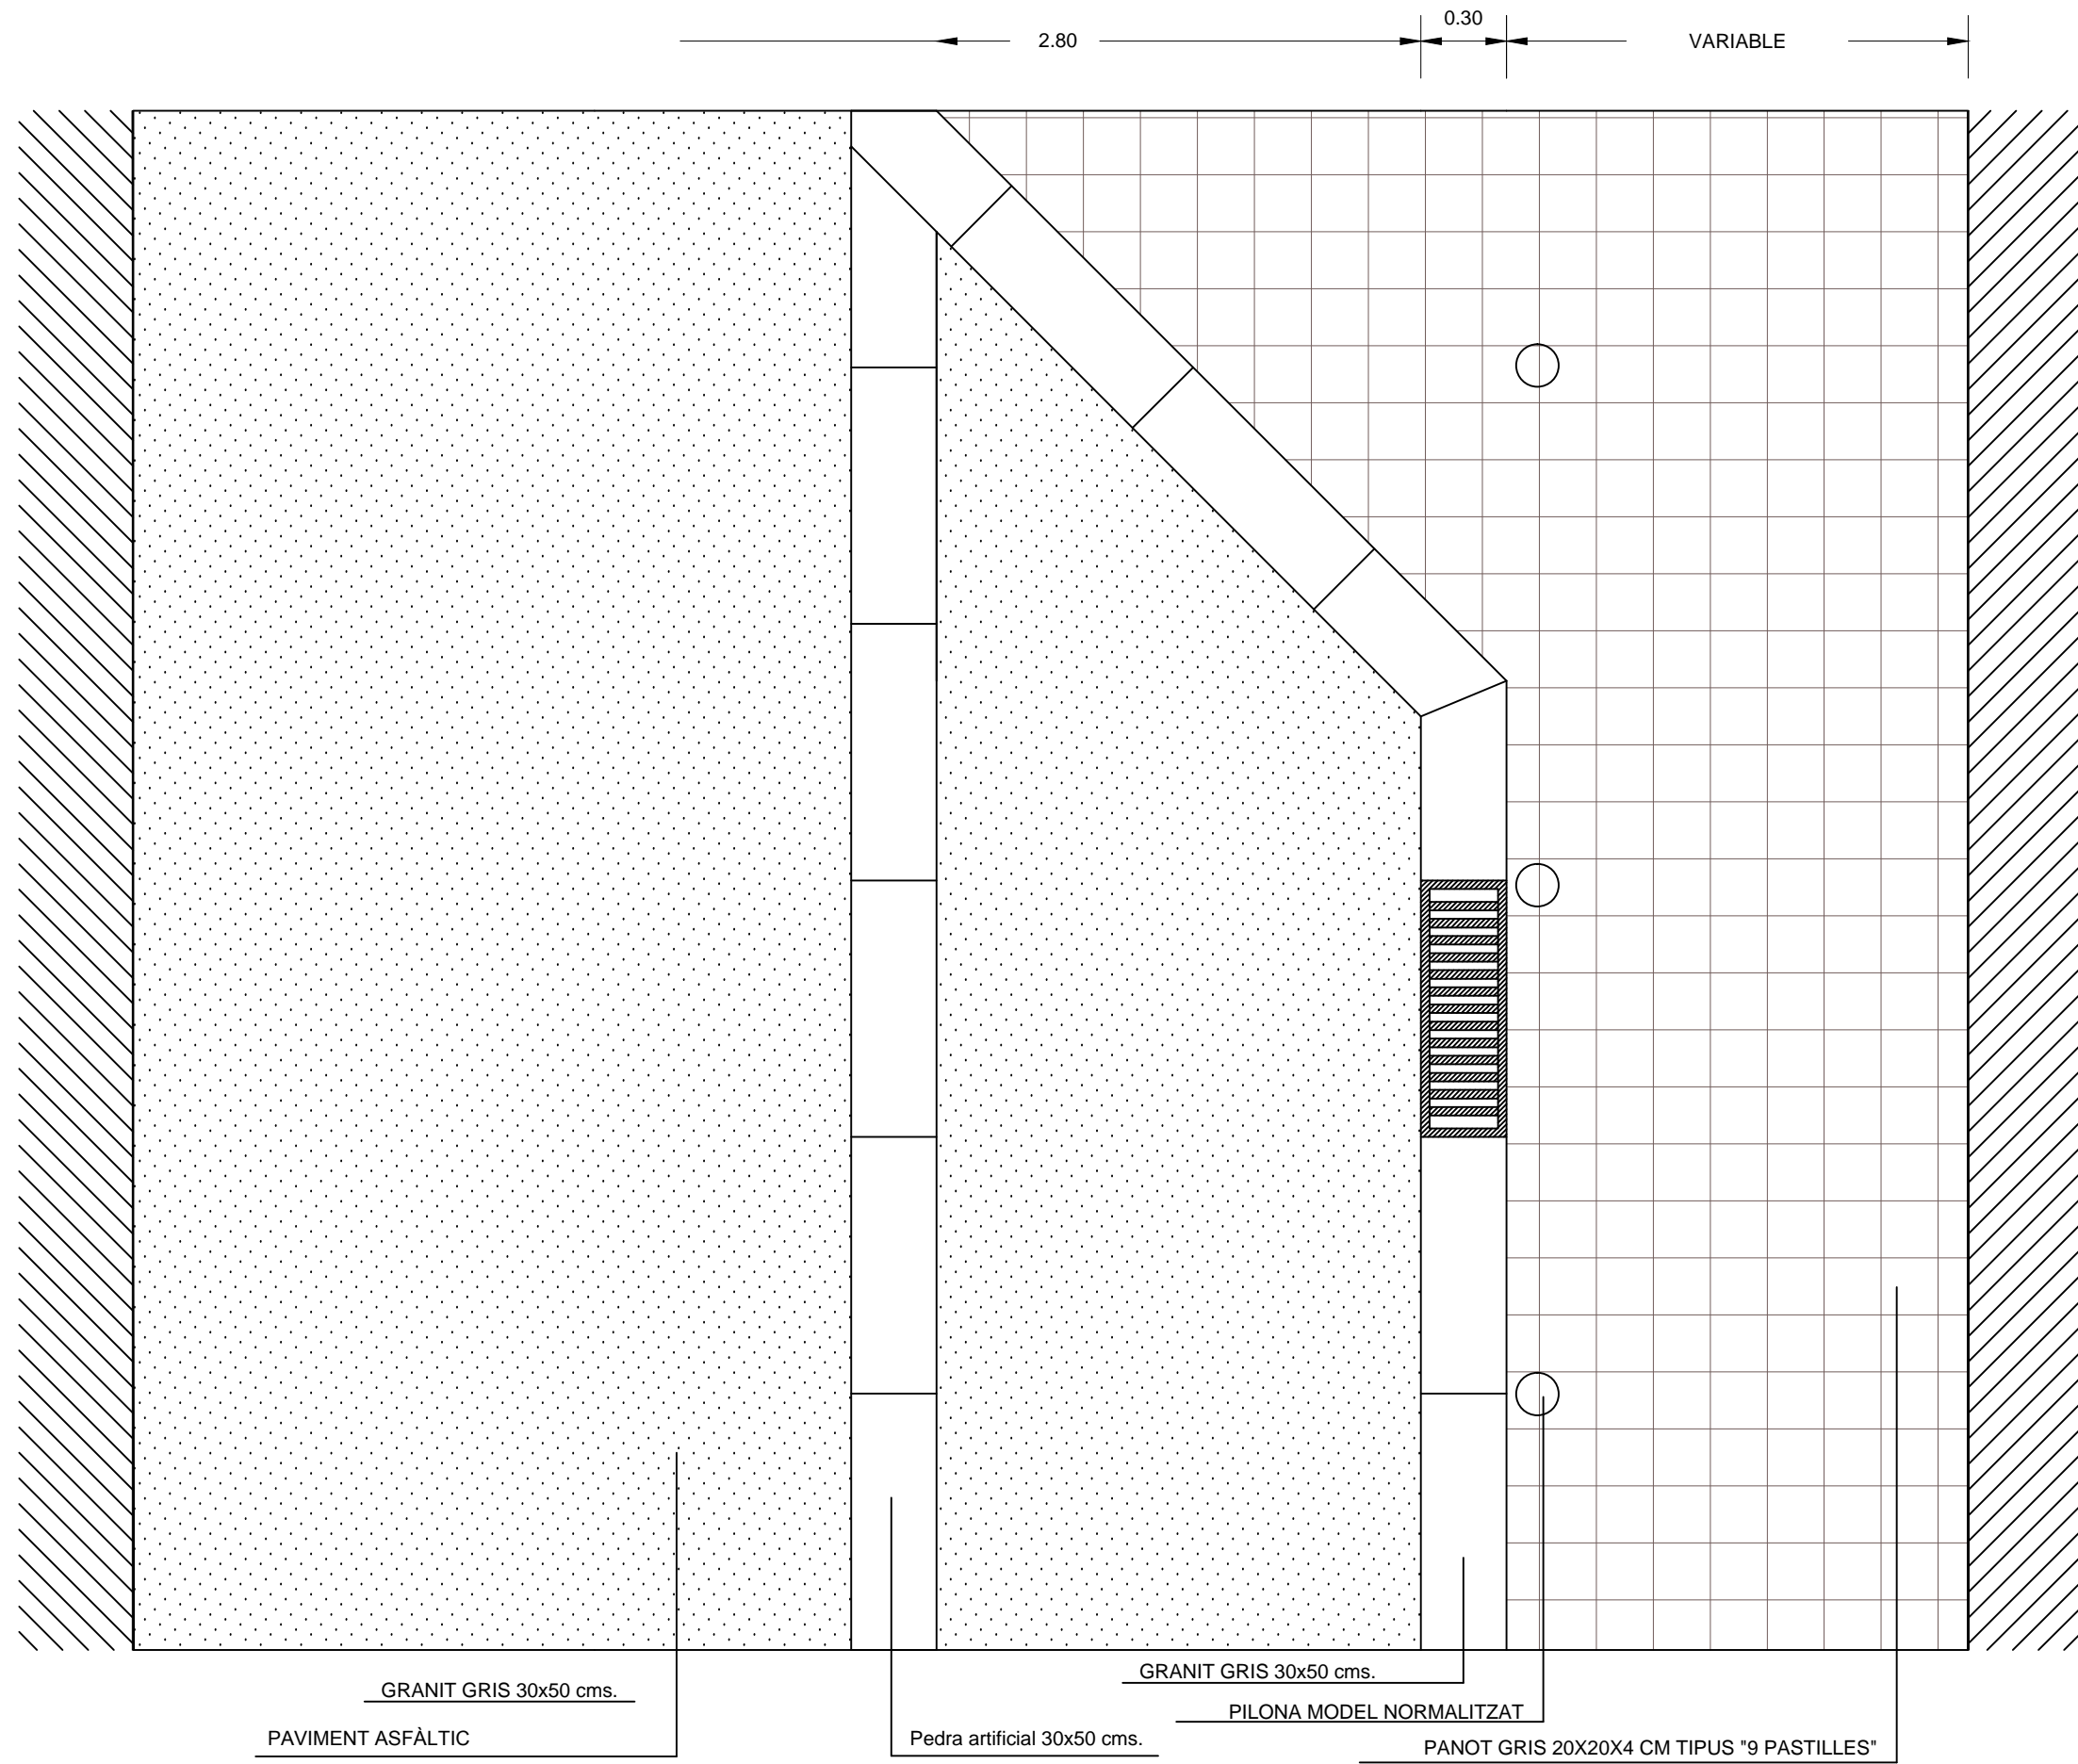 0.30
2.80
VARIABLE
GRANIT GRIS 30x50 cms.
GRANIT GRIS 30x50 cms.
PILONA MODEL NORMALITZAT
PAVIMENT ASFÀLTIC
Pedra artificial 30x50 cms.
PANOT GRIS 20X20X4 CM TIPUS "9 PASTILLES"